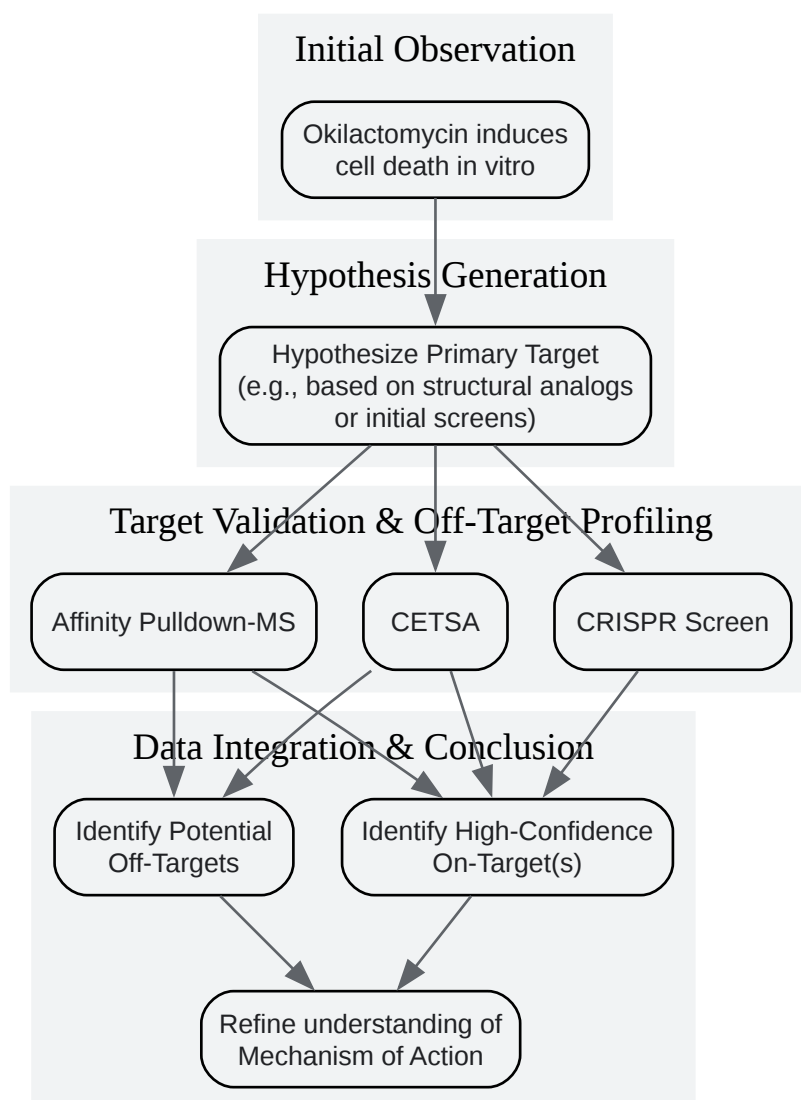 Initial Observation
Okilactomycin induces
cell death in vitro
Hypothesis Generation
Hypothesize Primary Target
(e.g., based on structural analogs
or initial screens)
Target Validation & Off-Target Profiling
Affinity Pulldown-MS
CETSA
CRISPR Screen
Data Integration & Conclusion
Identify Potential
Off-Targets
Identify High-Confidence
On-Target(s)
Refine understanding of
Mechanism of Action